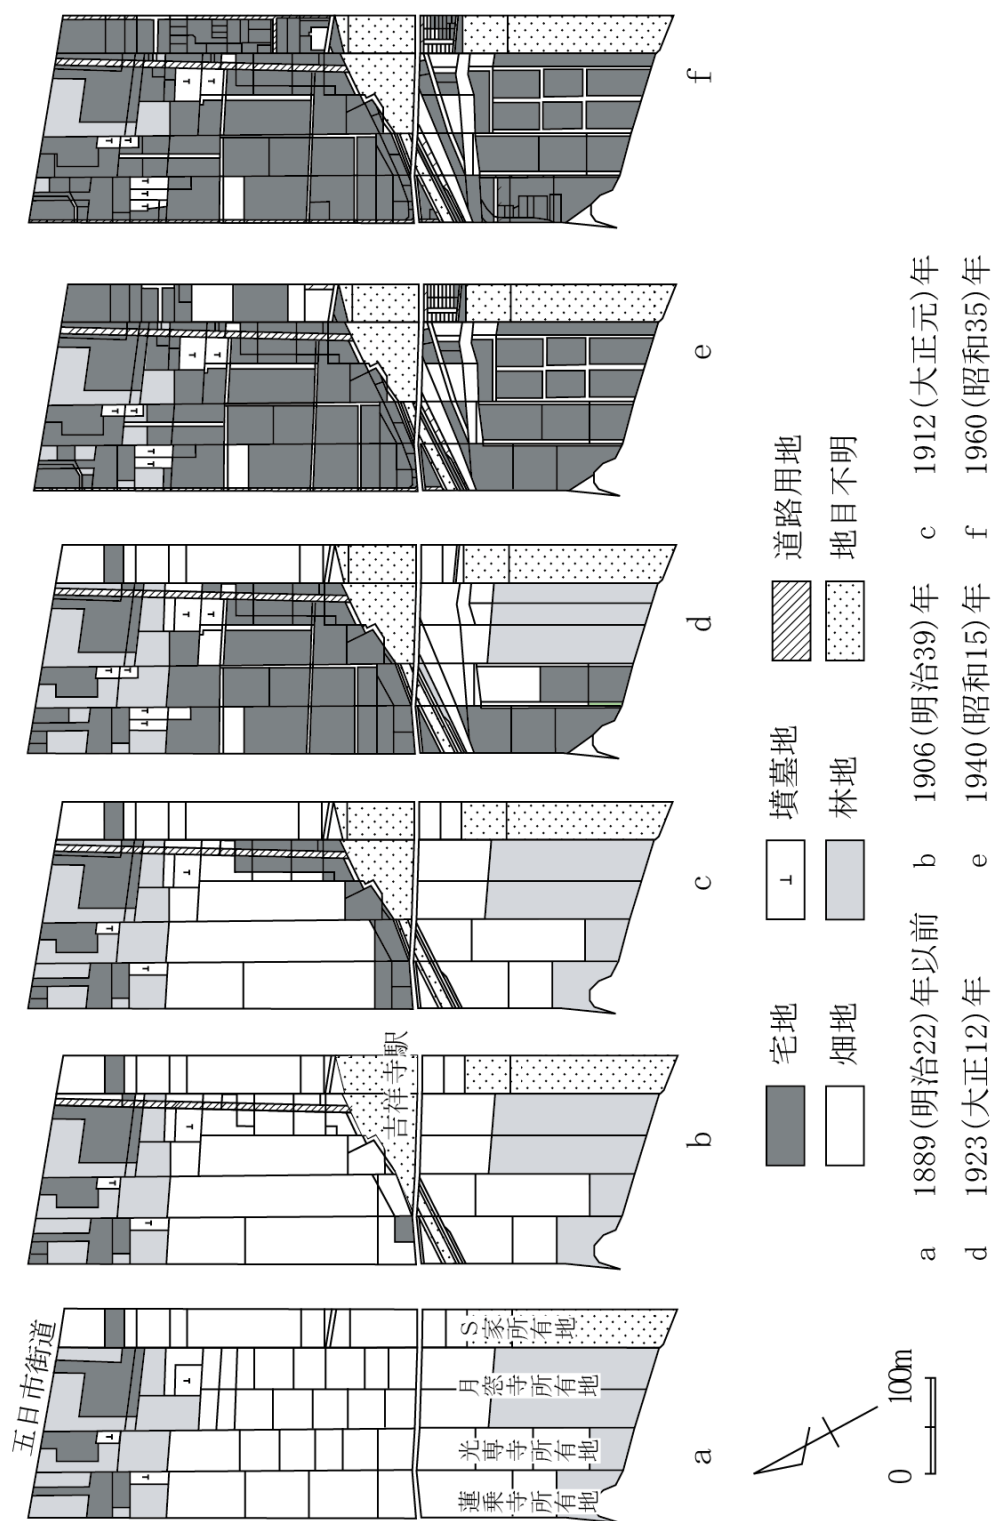 五日市街道
S家所有地
月窓寺所有地
光専寺所有地
蓮乗寺所有地
吉祥寺駅
a
b
c
d
e
f
宅地
畑地
墳墓地
林地
道路用地
地目不明
a 1889(明治22)年以前 b 1906(明治39)年 c 1912(大正元)年
d 1923(大正12)年 e 1940(昭和15)年 f 1960(昭和35)年
0 100m